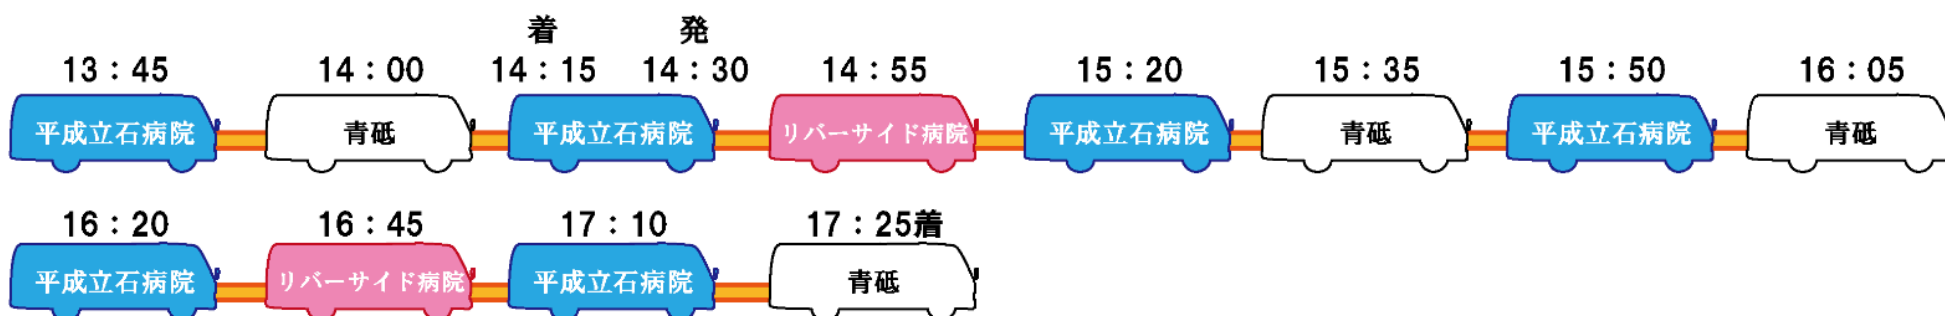 着 発
13：45 14：00 14：15 14：30 14：55 15：20 15：35 15：50 16：05
平成立石病院 青砥 平成立石病院 リバーサイド病院 平成立石病院 青砥 平成立石病院 青砥
16：20 16：45 17：10 17：25着
平成立石病院 リバーサイド病院 平成立石病院 青砥